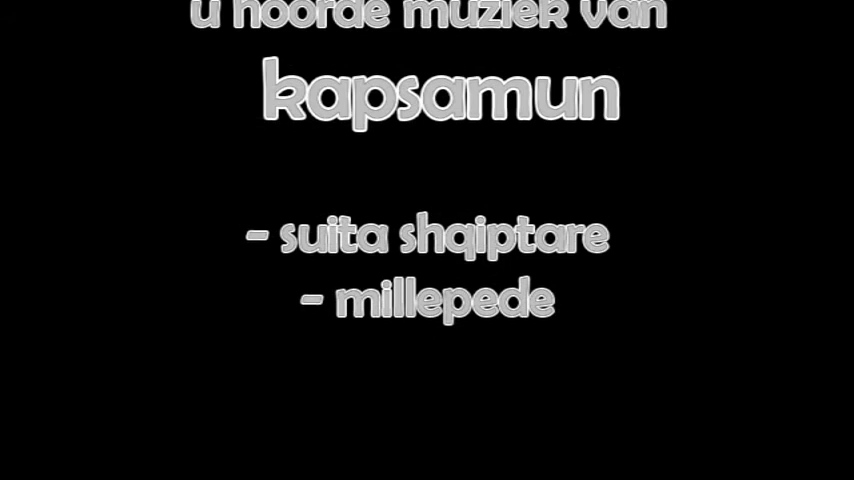 u hoorde muziek van
kapsamun
- suita shqiptare
- millepede